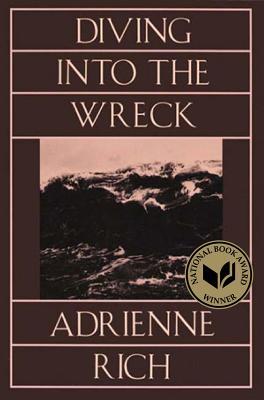 DIVING
INTO THE
WRECK
NATIONAL BOOK AWARD
WINNER
ADRIENNE
RICH